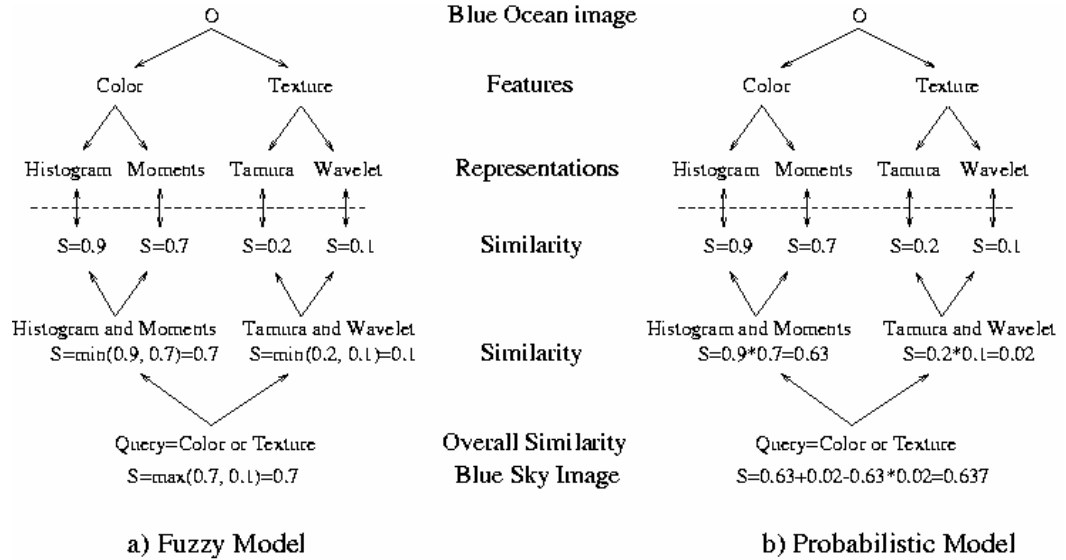 O Blue Ocean image O
Color Texture Features Color Texture
Histogram Moments Tamura Wavelet Representations Histogram Moments Tamura Wavelet
S=0.9 S=0.7 S=0.2 S=0.1 Similarity S=0.9 S=0.7 S=0.2 S=0.1
Histogram and Moments Tamura and Wavelet Histogram and Moments Tamura and Wavelet
S=min(0.9, 0.7)=0.7 S=min(0.2, 0.1)=0.1 Similarity S=0.9*0.7=0.63 S=0.2*0.1=0.02
Query=Color or Texture Overall Similarity Query=Color or Texture
S=max(0.7, 0.1)=0.7 Blue Sky Image S=0.63+0.02-0.63*0.02=0.637
a) Fuzzy Model b) Probabilistic Model